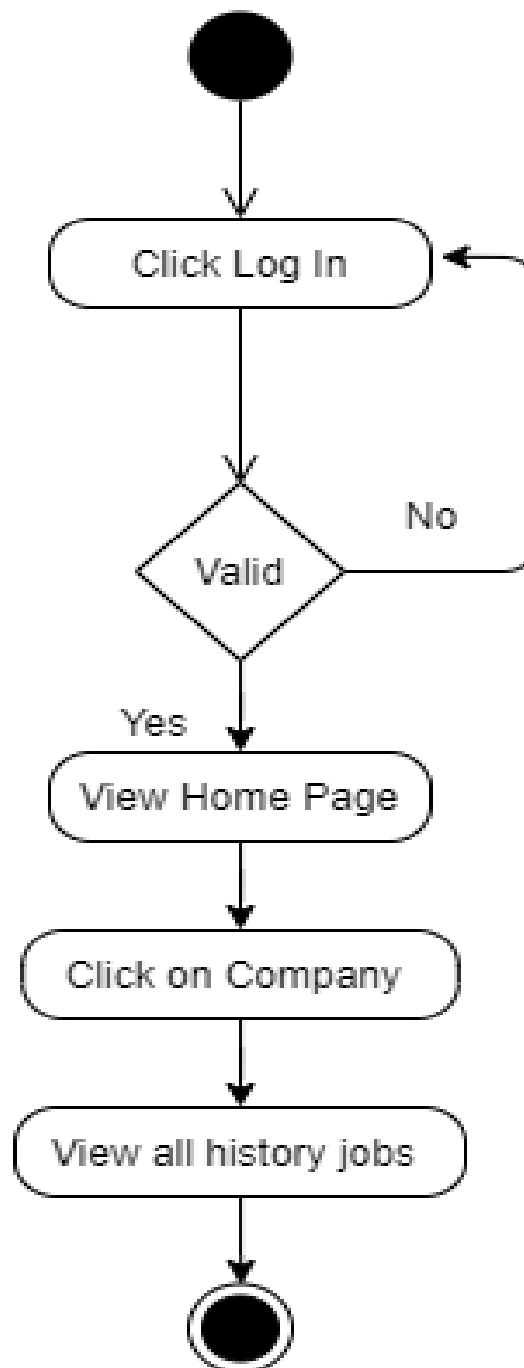 Click Log In
No
Valid
Yes
View Home Page
Click on Company
View all history jobs